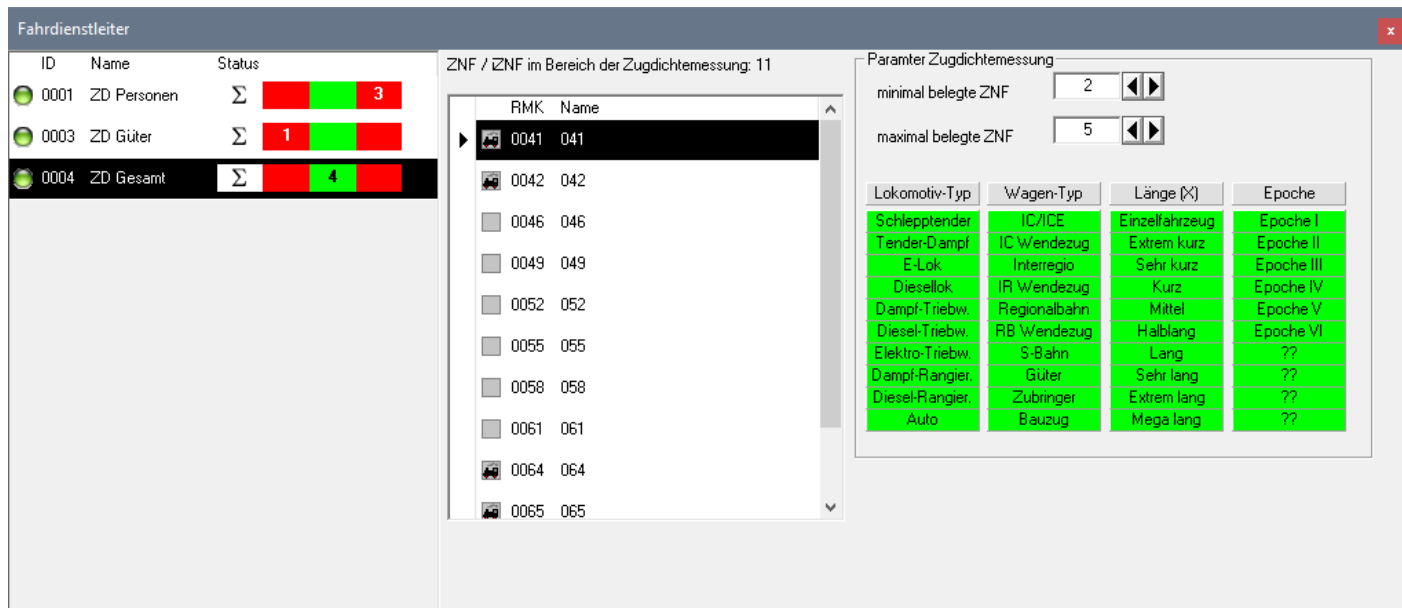 Fahrdienstleiter
x
ID Name Status
0001 ZD Personen Σ 3
0003 ZD Güter Σ 1
0004 ZD Gesamt Σ 4
ZNF / iZNF im Bereich der Zugdichtemessung: 11
RMK Name
0041 041
0042 042
0046 046
0049 049
0052 052
0055 055
0058 058
0061 061
0064 064
0065 065
Paramter Zugdichtemessung
minimal belegte ZNF 2
maximal belegte ZNF 5
Lokomotiv-Typ Wagen-Typ Länge (X) Epoche
Schlepptender IC/ICE Einzelfahrzeug Epoche I
Tender-Dampf IC Wendezug Extrem kurz Epoche II
E-Lok Interregio Sehr kurz Epoche III
Diesellok IR Wendezug Kurz Epoche IV
Dampf-Triebw. Regionalbahn Mittel Epoche V
Diesel-Triebw. RB Wendezug Halblang Epoche VI
Elektro-Triebw. S-Bahn Lang ??
Dampf-Rangier. Güter Sehr lang ??
Diesel-Rangier. Zubringer Extrem lang ??
Auto Bauzug Mega lang ??